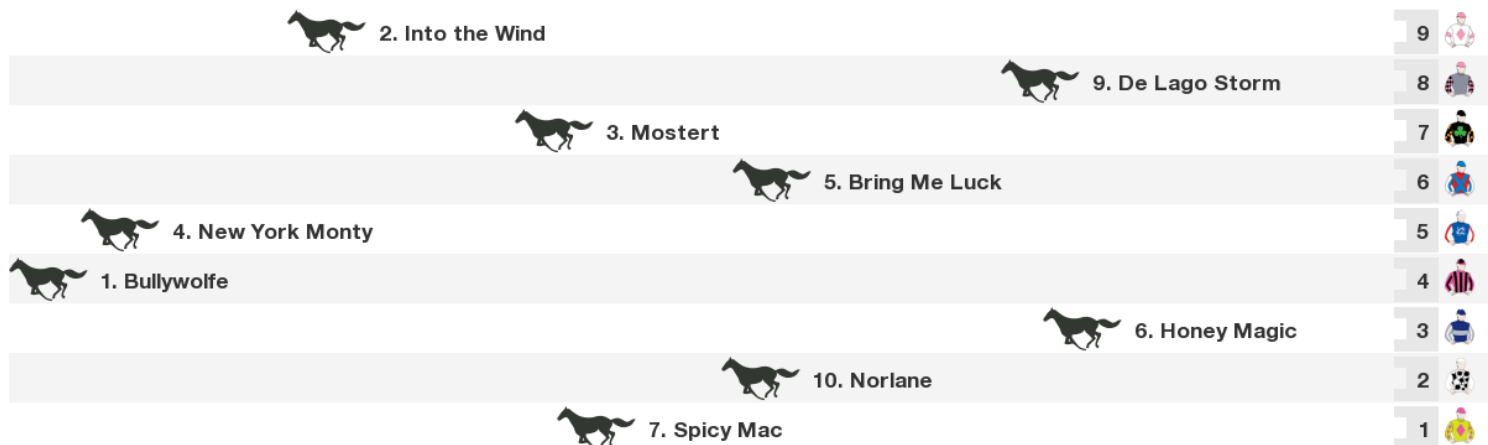 2. Into the Wind 9
9. De Lago Storm 8
3. Mostert 7
5. Bring Me Luck 6
4. New York Monty 5
1. Bullywolfe 4
6. Honey Magic 3
10. Norlane 2
7. Spicy Mac 1